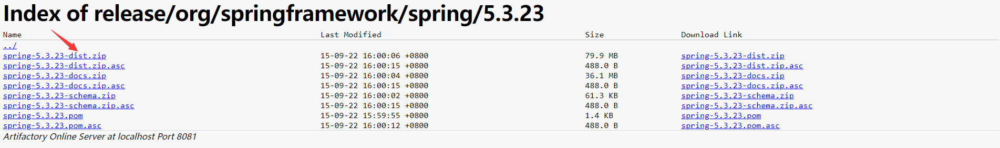 Index of release/org/springframework/spring/5.3.23
Name Last Modified Size Download Link
../
spring-5.3.23-dist.zip 15-09-22 16:00:06 +0800 79.9 MB spring-5.3.23-dist.zip
spring-5.3.23-dist.zip.asc 15-09-22 16:00:15 +0800 488.0 B spring-5.3.23-dist.zip.asc
spring-5.3.23-docs.zip 15-09-22 16:00:04 +0800 36.1 MB spring-5.3.23-docs.zip
spring-5.3.23-docs.zip.asc 15-09-22 16:00:15 +0800 488.0 B spring-5.3.23-docs.zip.asc
spring-5.3.23-schema.zip 15-09-22 16:00:02 +0800 61.3 KB spring-5.3.23-schema.zip
spring-5.3.23-schema.zip.asc 15-09-22 16:00:15 +0800 488.0 B spring-5.3.23-schema.zip.asc
spring-5.3.23.pom 15-09-22 15:59:55 +0800 1.4 KB spring-5.3.23.pom
spring-5.3.23.pom.asc 15-09-22 16:00:12 +0800 488.0 B spring-5.3.23.pom.asc
Artifactory Online Server at localhost Port 8081